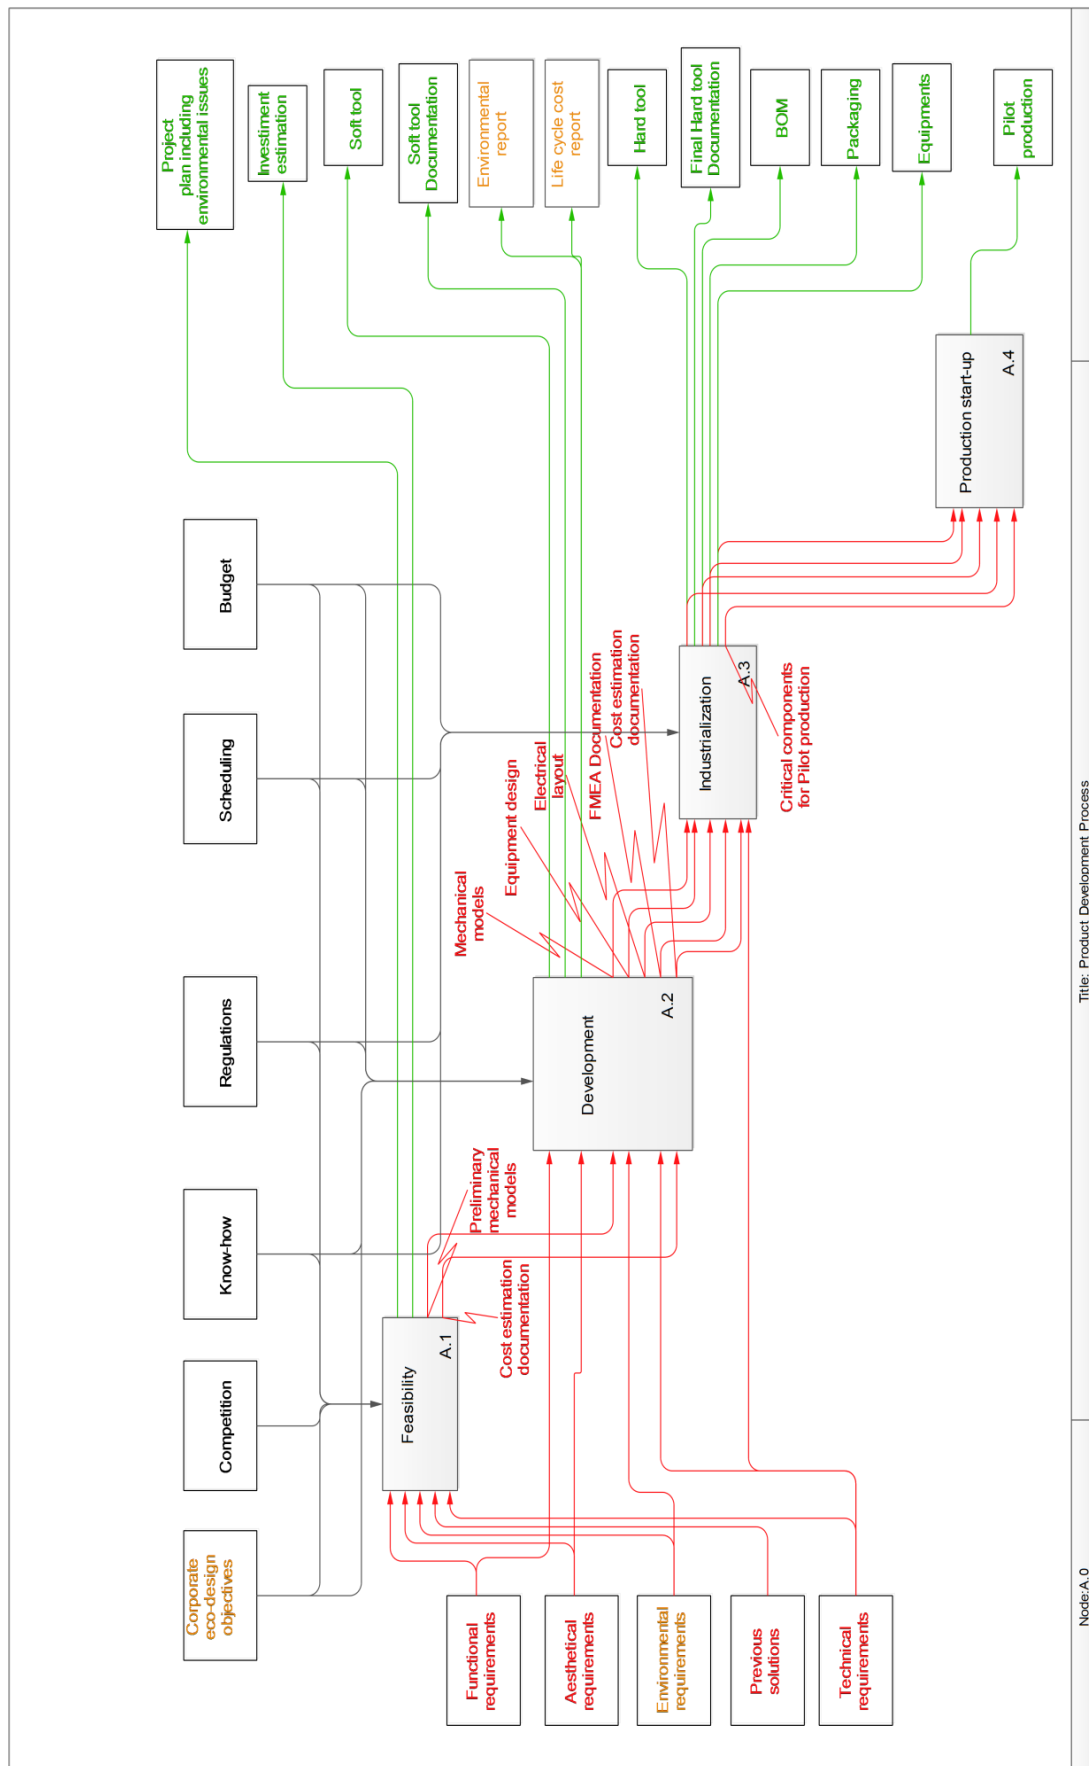 Corporate
eco-design
objectives
Competition
Know-how
Regulations
Scheduling
Budget
Project
plan including
environmental issues
Investiment
estimation
Soft tool
Soft tool
Documentation
Environmental
report
Life cycle cost
report
Hard tool
Final Hard tool
Documentation
BOM
Packaging
Equipments
Pilot
production
Functional
requirements
Aesthetical
requirements
Environmental
requirements
Previous
solutions
Technical
requirements
Feasibility
A.1
Cost estimation
documentation
Preliminary
mechanical
models
Development
A.2
Mechanical
models
Equipment design
Electrical
layout
FMEA Documentation
Cost estimation
documentation
Industrialization
A.3
Critical components
for Pilot production
Production start-up
A.4
Node:A.0
Title: Product Development Process